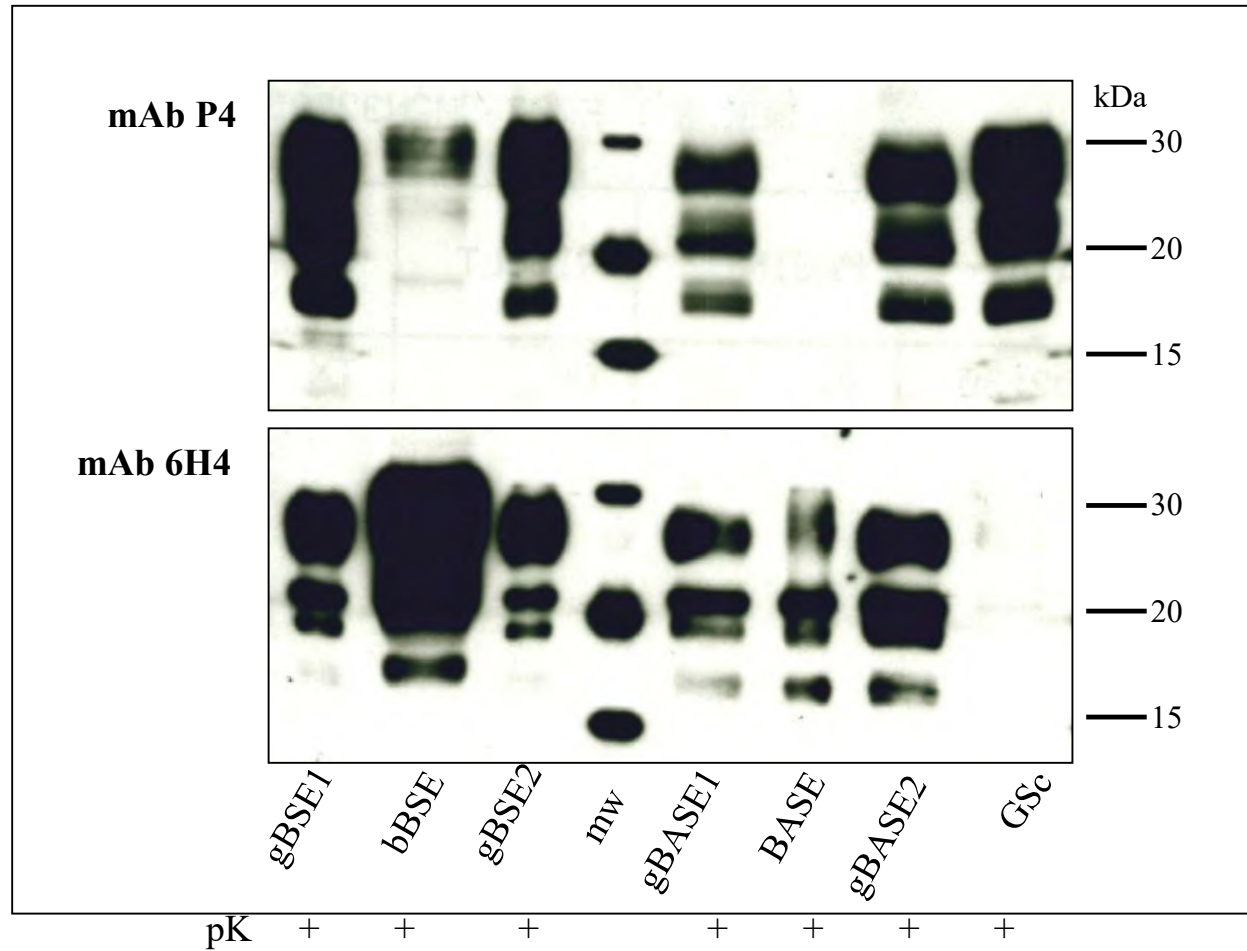 kDa
mAb P4
30
20
15
mAb 6H4
30
20
15
gBSE1 bBSE gBSE2 mw gBASE1 BASE gBASE2 GSc
pK + + + + + + +